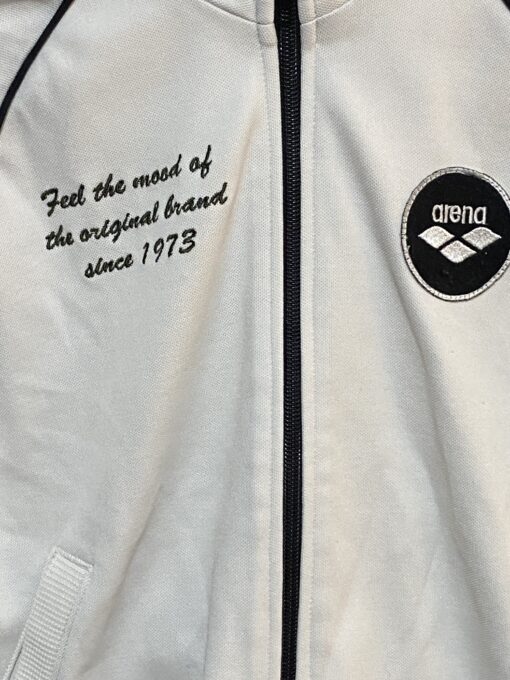 Feel the mood of
the original brand
since 1973
arena